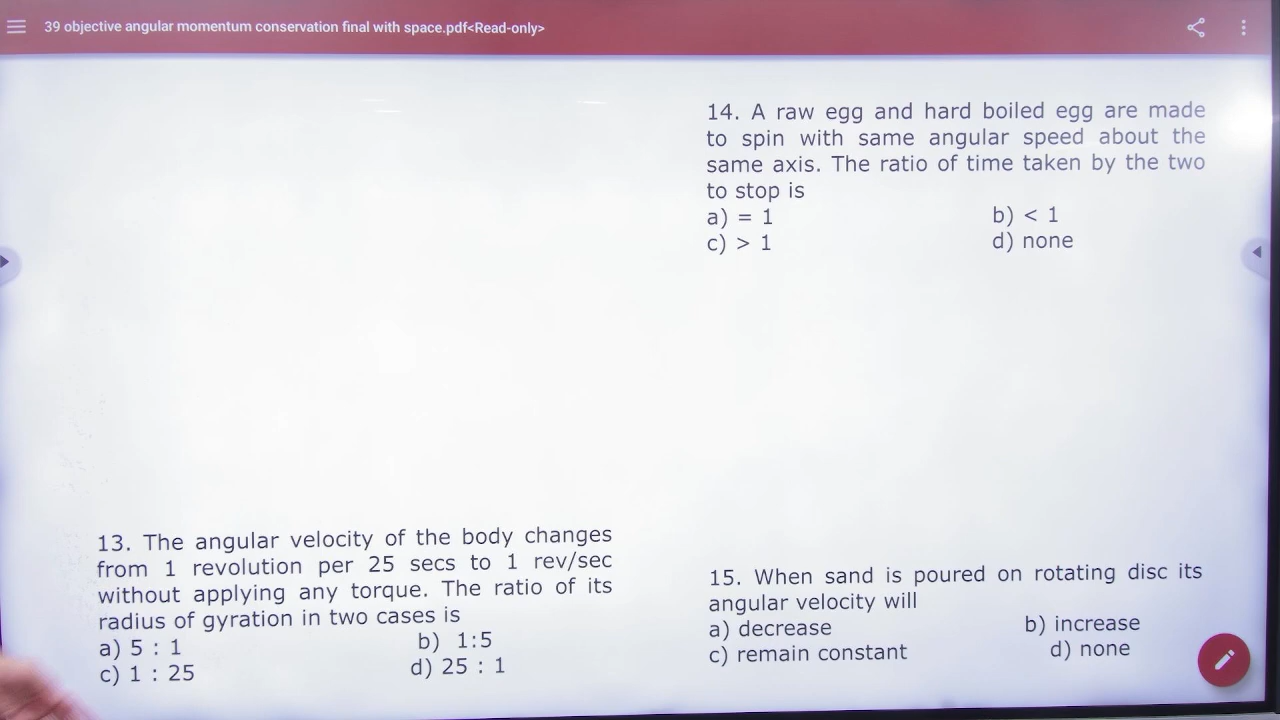 39 objective angular momentum conservation final with space.pdf<Read-only>
13. The angular velocity of the body changes
from 1 revolution per 25 secs to 1 rev/sec
without applying any torque. The ratio of its
radius of gyration in two cases is
a) 5 : 1 b) 1:5
c) 1 : 25 d) 25 : 1
14. A raw egg and hard boiled egg are made
to spin with same angular speed about the
same axis. The ratio of time taken by the two
to stop is
a) = 1 b) < 1
c) > 1 d) none
15. When sand is poured on rotating disc its
angular velocity will
a) decrease b) increase
c) remain constant d) none